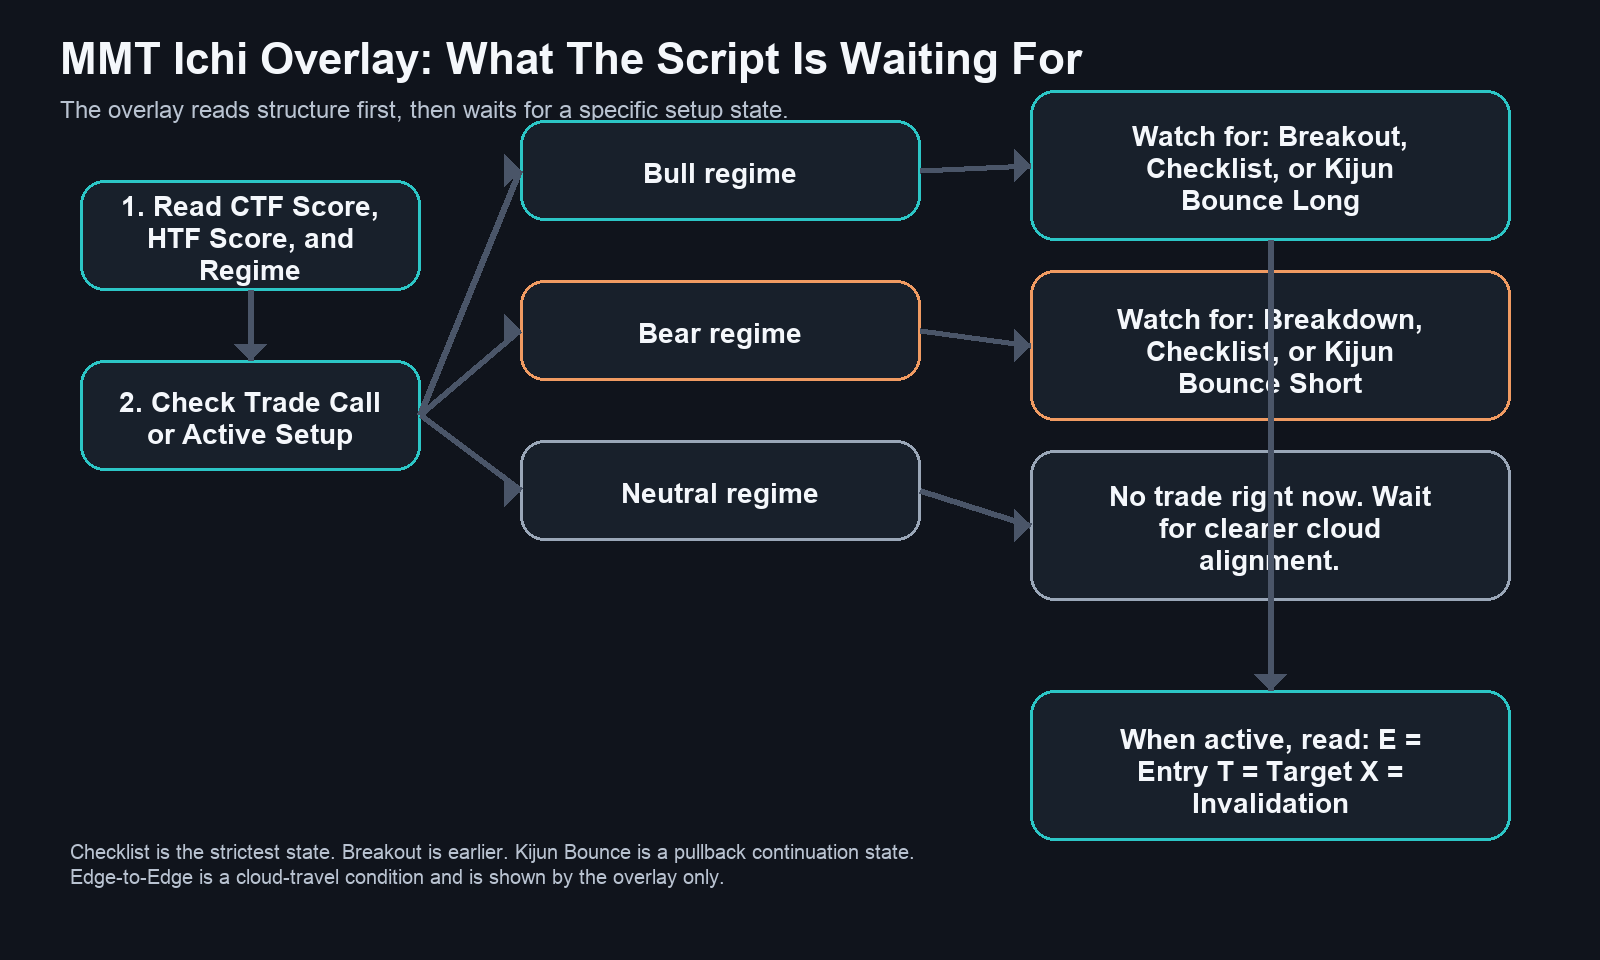 MMT Ichi Overlay: What The Script Is Waiting For
The overlay reads structure first, then waits for a specific setup state.
1. Read CTF Score,
HTF Score, and
Regime
2. Check Trade Call
or Active Setup
Bull regime
Bear regime
Neutral regime
Watch for: Breakout,
Checklist, or Kijun
Bounce Long
Watch for: Breakdown,
Checklist, or Kijun
Bounce Short
No trade right now. Wait
for clearer cloud
alignment.
When active, read: E =
Entry T = Target X =
Invalidation
Checklist is the strictest state. Breakout is earlier. Kijun Bounce is a pullback continuation state.
Edge-to-Edge is a cloud-travel condition and is shown by the overlay only.